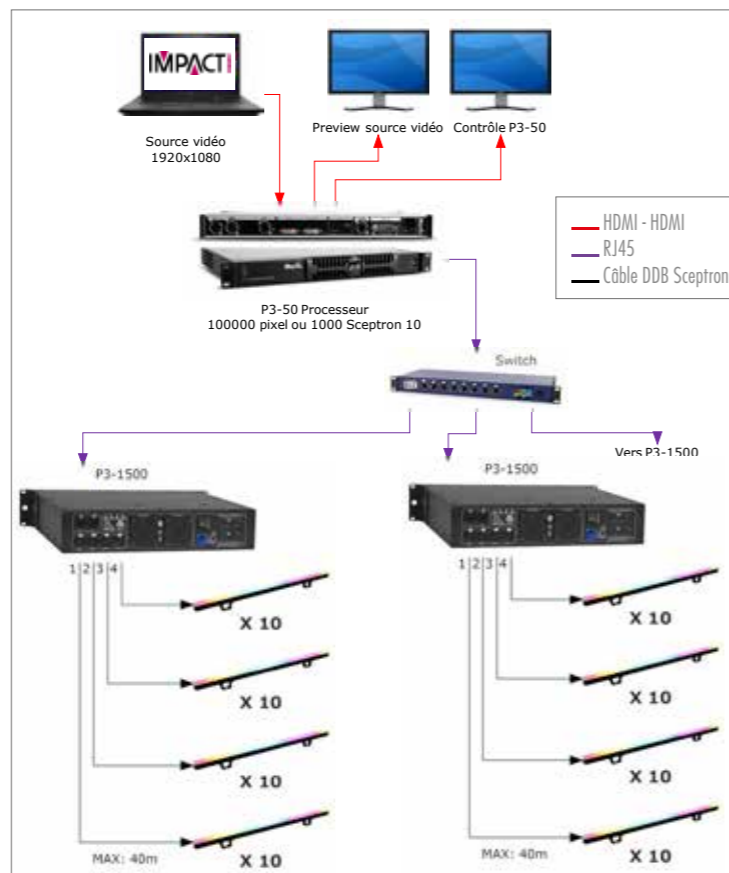 IMPACT
Source vidéo
1920x1080
Preview source vidéo
Contrôle P3-50
HDMI - HDMI
RJ45
Câble DDB Sceptron
P3-50 Processeur
100000 pixel ou 1000 Sceptron 10
Switch
Vers P3-1500
P3-1500
1 2 3 4
X 10
X 10
X 10
MAX: 40m
X 10
P3-1500
1 2 3 4
X 10
X 10
X 10
MAX: 40m
X 10